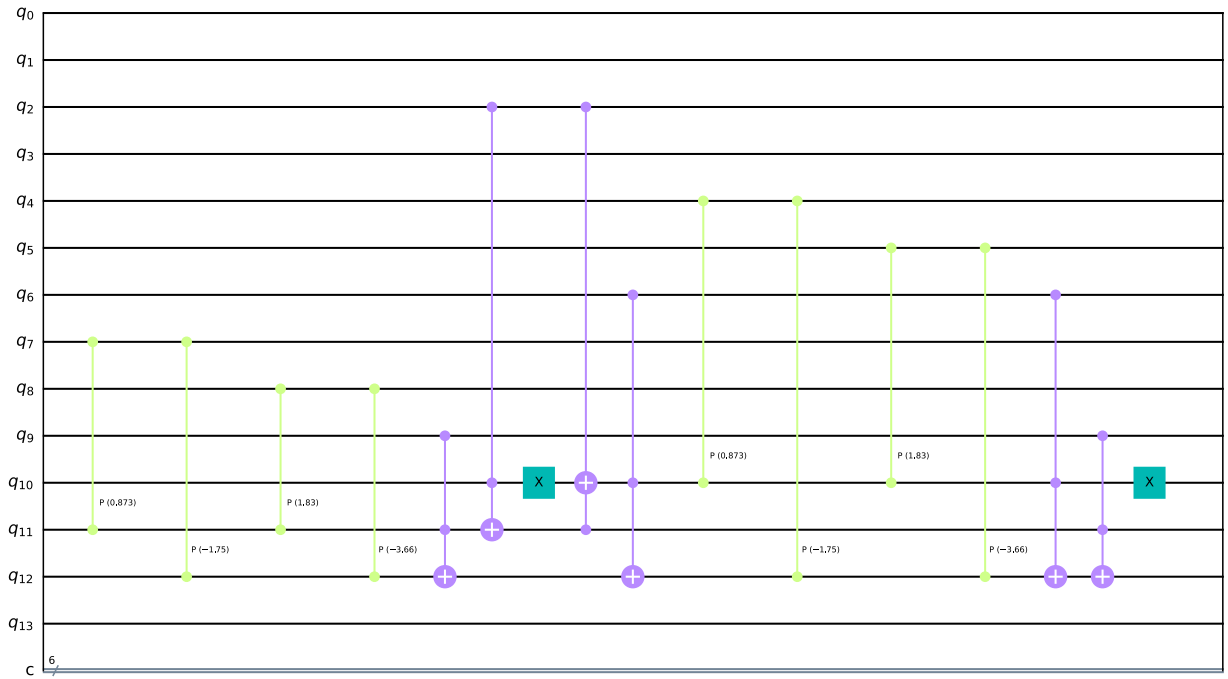 q0
q1
q2
q3
q4
q5
q6
q7
q8
q9
P (0.873) P (1.83)
q10 X X
P (0.873) P (1.83)
q11
P (−1.75) P (−3.66) P (−1.75) P (−3.66)
q12
q13
6
c